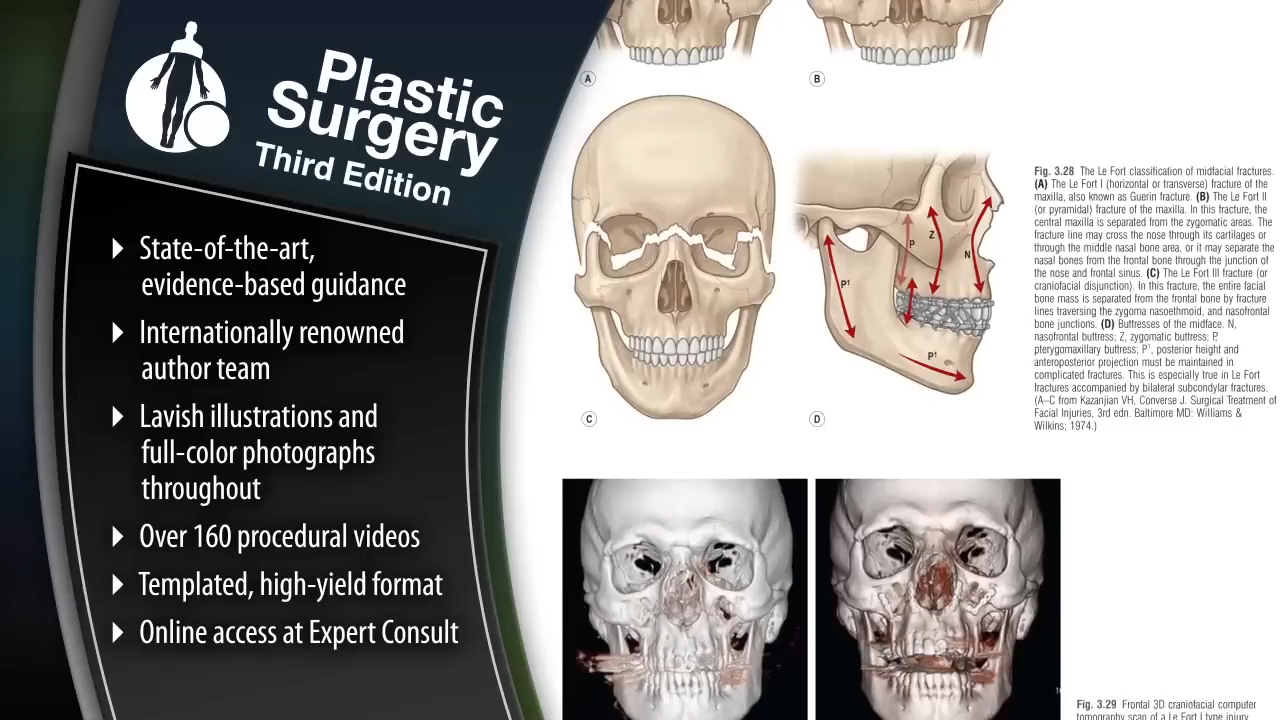 Plastic
Surgery
Third Edition
State-of-the-art,
evidence-based guidance
Internationally renowned
author team
Lavish illustrations and
full-color photographs
throughout
Over 160 procedural videos
Templated, high-yield format
Online access at Expert Consult
A
B
C
D
P
Z
N
P¹
P¹
Fig. 3.28 The Le Fort classification of midfacial fractures.
(A) The Le Fort I (horizontal or transverse) fracture of the
maxilla, also known as Guerin fracture. (B) The Le Fort II
(or pyramidal) fracture of the maxilla. In this fracture, the
central maxilla is separated from the zygomatic areas. The
fracture line may cross the nose through its cartilages or
through the middle nasal bone area, or it may separate the
nasal bones from the frontal bone through the junction of
the nose and frontal sinus. (C) The Le Fort III fracture (or
craniofacial disjunction). In this fracture, the entire facial
bone mass is separated from the frontal bone by fracture
lines traversing the zygoma nasoethmoid, and nasofrontal
bone junctions. (D) Buttresses of the midface. N,
nasofrontal buttress; Z, zygomatic buttress; P,
pterygomaxillary buttress; P¹, posterior height and
anteroposterior projection must be maintained in
complicated fractures. This is especially true in Le Fort
fractures accompanied by bilateral subcondylar fractures.
(A–C from Kazanjian VH, Converse J. Surgical Treatment of
Facial Injuries, 3rd edn. Baltimore MD: Williams &
Wilkins; 1974.)
Fig. 3.29 Frontal 3D craniofacial computer
tomography scan of a Le Fort I type injury